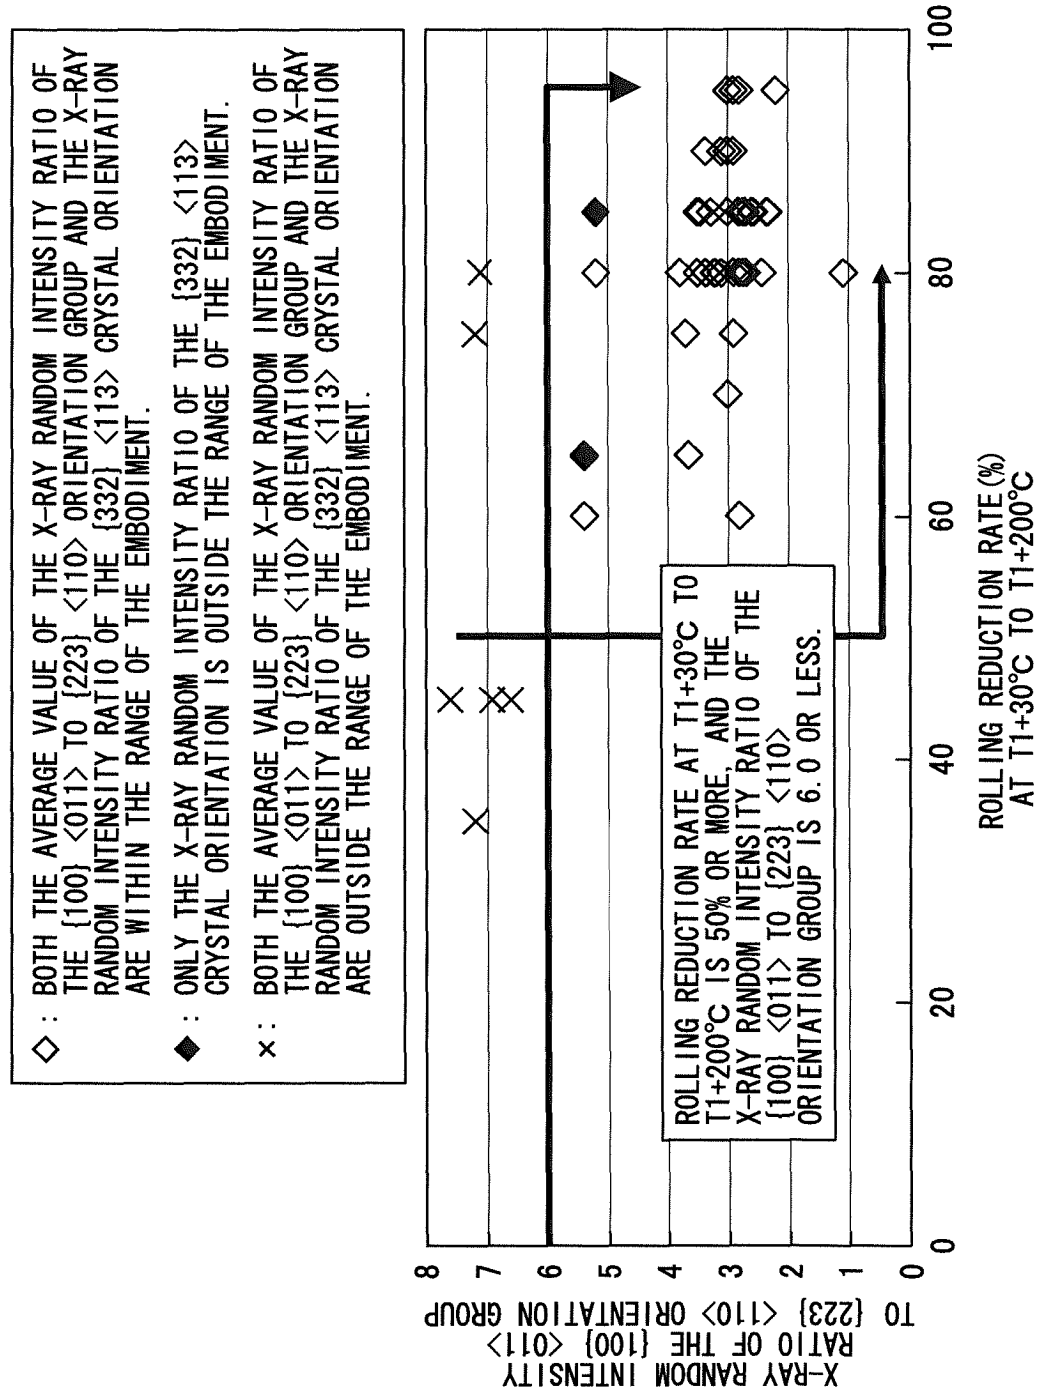 ◇ : BOTH THE AVERAGE VALUE OF THE X-RAY RANDOM INTENSITY RATIO OF
THE {100} <011> TO {223} <110> ORIENTATION GROUP AND THE X-RAY
RANDOM INTENSITY RATIO OF THE {332} <113> CRYSTAL ORIENTATION
ARE WITHIN THE RANGE OF THE EMBODIMENT.
◆ : ONLY THE X-RAY RANDOM INTENSITY RATIO OF THE {332} <113>
CRYSTAL ORIENTATION IS OUTSIDE THE RANGE OF THE EMBODIMENT.
× : BOTH THE AVERAGE VALUE OF THE X-RAY RANDOM INTENSITY RATIO OF
THE {100} <011> TO {223} <110> ORIENTATION GROUP AND THE X-RAY
RANDOM INTENSITY RATIO OF THE {332} <113> CRYSTAL ORIENTATION
ARE OUTSIDE THE RANGE OF THE EMBODIMENT.
X-RAY RANDOM INTENSITY
RATIO OF THE {100} <011>
TO {223} <110> ORIENTATION GROUP
8
7
6
5
4
3
2
1
0
ROLLING REDUCTION RATE AT T1+30°C TO
T1+200°C IS 50% OR MORE, AND THE
X-RAY RANDOM INTENSITY RATIO OF THE
{100} <011> TO {223} <110>
ORIENTATION GROUP IS 6.0 OR LESS.
0 20 40 60 80 100
ROLLING REDUCTION RATE(%)
AT T1+30°C TO T1+200°C